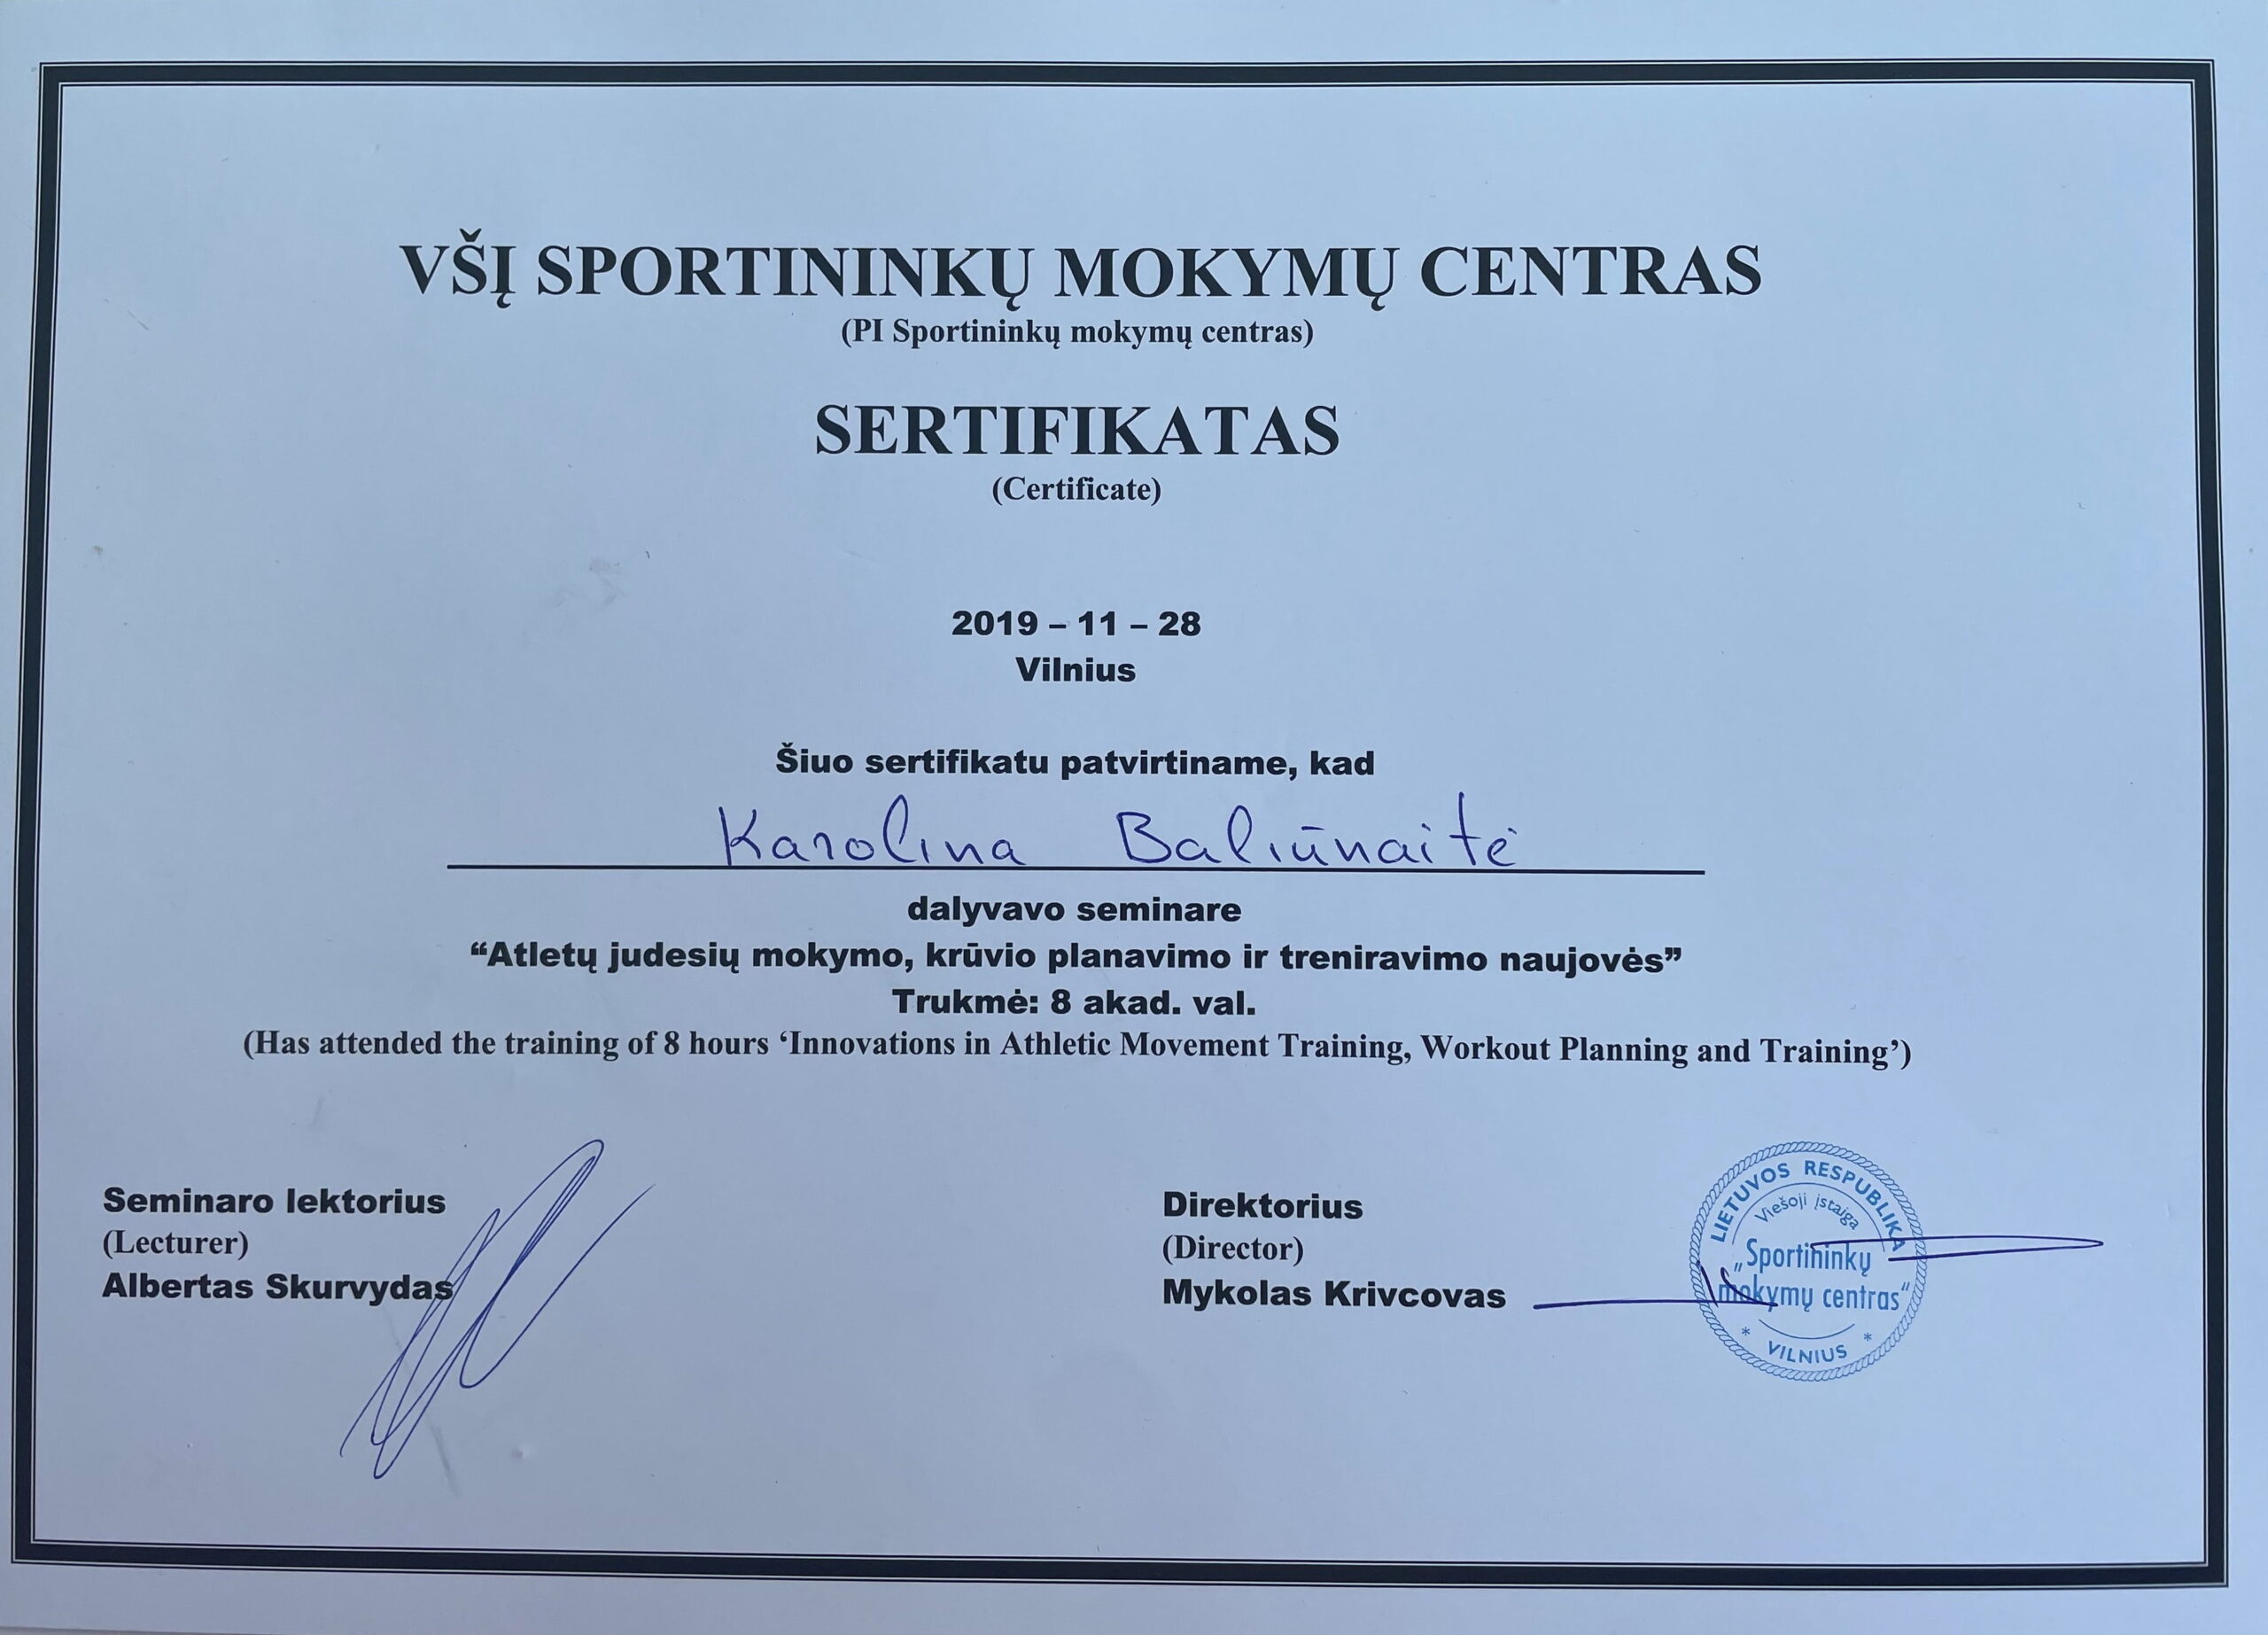 VŠĮ SPORTININKŲ MOKYMŲ CENTRAS
(PI Sportininkų mokymų centras)
SERTIFIKATAS
(Certificate)
2019 – 11 – 28
Vilnius
Šiuo sertifikatu patvirtiname, kad
Karolina Baliūnaitė
dalyvavo seminare
“Atletų judesių mokymo, krūvio planavimo ir treniravimo naujovės”
Trukmė: 8 akad. val.
(Has attended the training of 8 hours ‘Innovations in Athletic Movement Training, Workout Planning and Training’)
Seminaro lektorius
(Lecturer)
Albertas Skurvydas
Direktorius
(Director)
Mykolas Krivcovas
LIETUVOS RESPUBLIKA
Viešoji įstaiga
„Sportininkų
mokymų centras“
* VILNIUS *